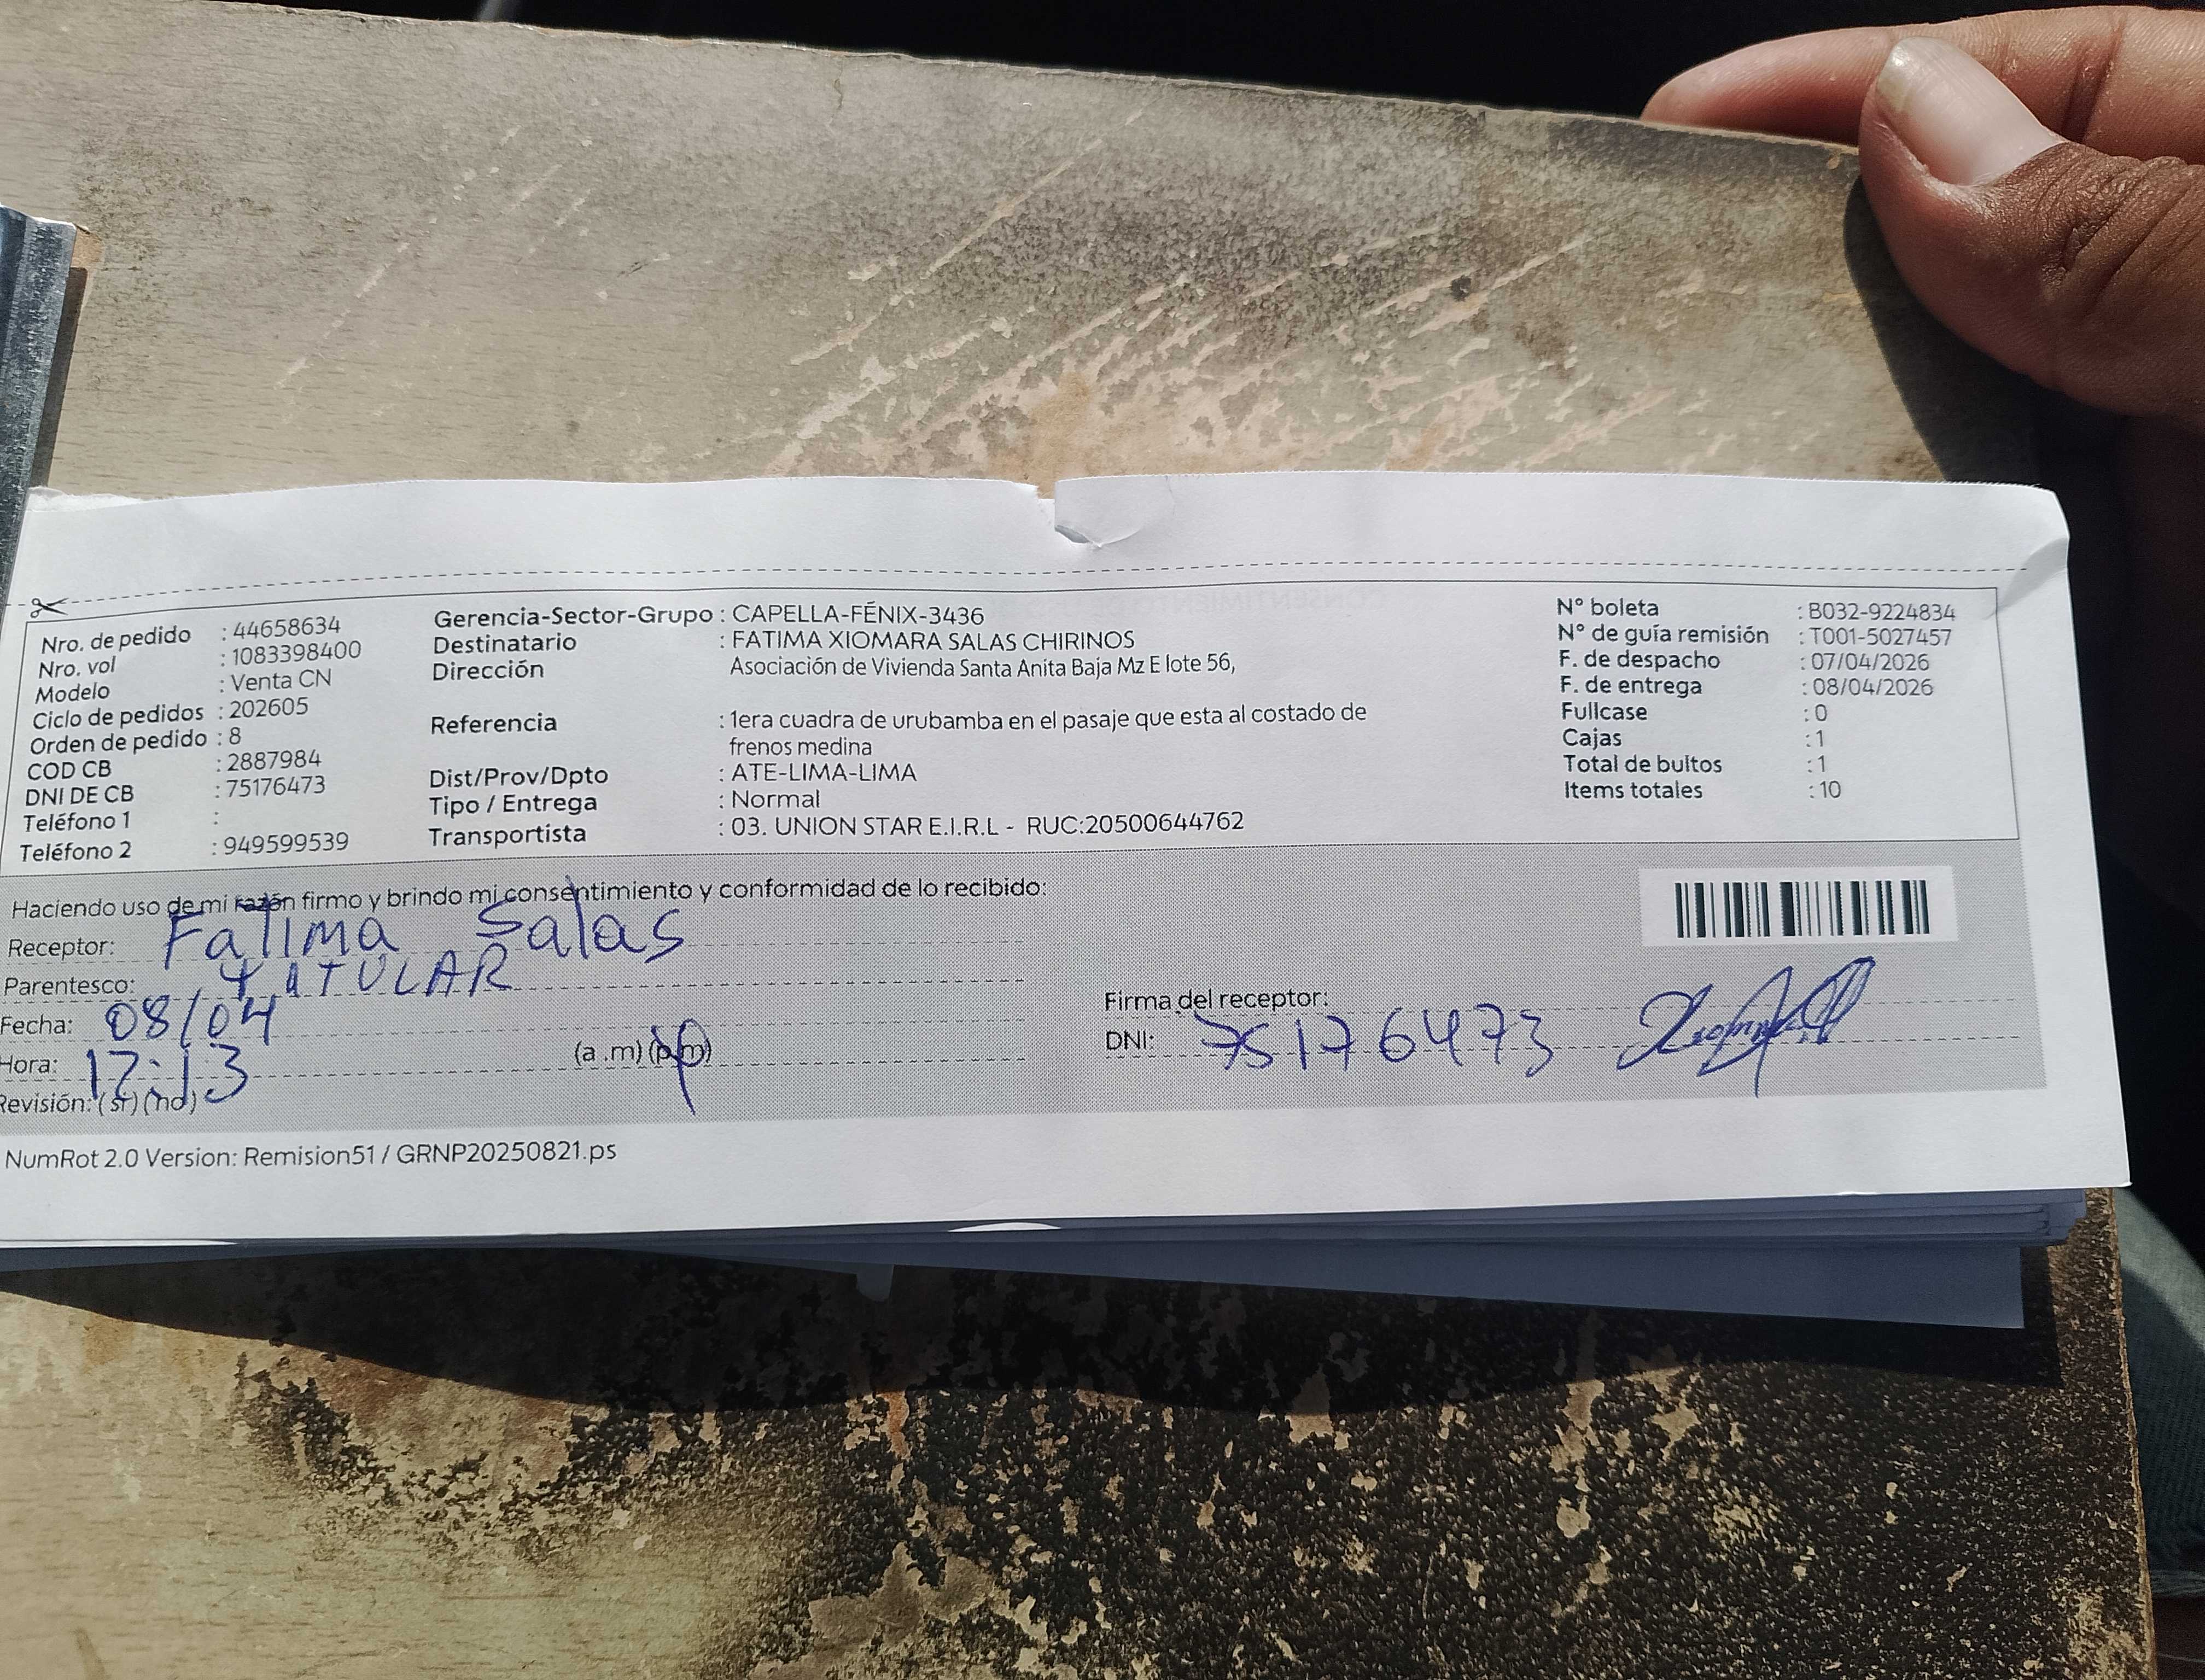 Nro. de pedido : 44658634
Nro. vol : 1083398400
Modelo : Venta CN
Ciclo de pedidos : 202605
Orden de pedido : 8
COD CB : 2887984
DNI DE CB : 75176473
Teléfono 1 :
Teléfono 2 : 949599539
Gerencia-Sector-Grupo : CAPELLA-FÉNIX-3436
Destinatario : FATIMA XIOMARA SALAS CHIRINOS
Dirección Asociación de Vivienda Santa Anita Baja Mz E lote 56,
Referencia : 1era cuadra de urubamba en el pasaje que esta al costado de
frenos medina
Dist/Prov/Dpto : ATE-LIMA-LIMA
Tipo / Entrega : Normal
Transportista : 03. UNION STAR E.I.R.L - RUC:20500644762
N° boleta : B032-9224834
N° de guía remisión : T001-5027457
F. de despacho : 07/04/2026
F. de entrega : 08/04/2026
Fullcase : 0
Cajas : 1
Total de bultos : 1
Items totales : 10
Haciendo uso de mi razón firmo y brindo mi consentimiento y conformidad de lo recibido:
Receptor: Fatima Salas
Parentesco:
Fecha: 08/04
Hora: 12:13 (a .m) (p.m)
Revisión: (si) (no)
Firma del receptor:
DNI: 75176473
NumRot 2.0 Version: Remision51 / GRNP20250821.ps